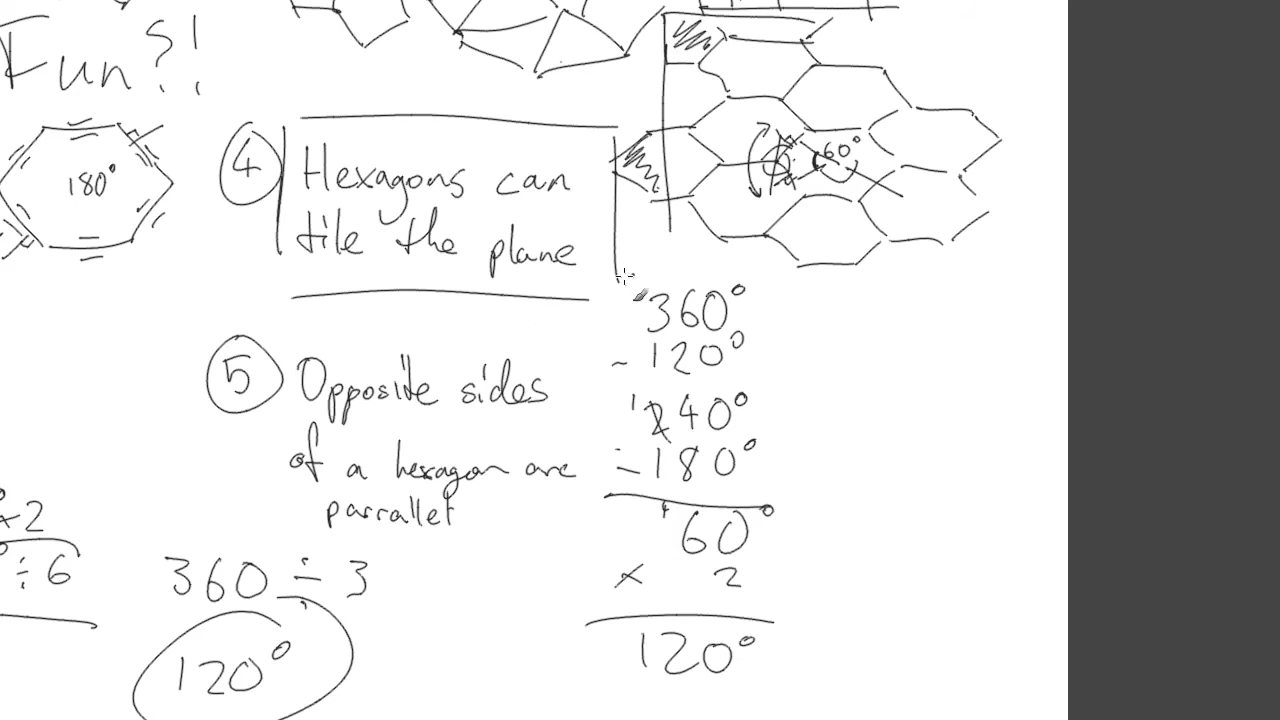 Fun?!
180°
4
Hexagons can
tile the plane
60°
5
Opposite sides
of a hexagon are
parrallel
360°
- 120°
240°
- 180°
60°
× 2
120°
×2
÷ 6
360 ÷ 3
120°